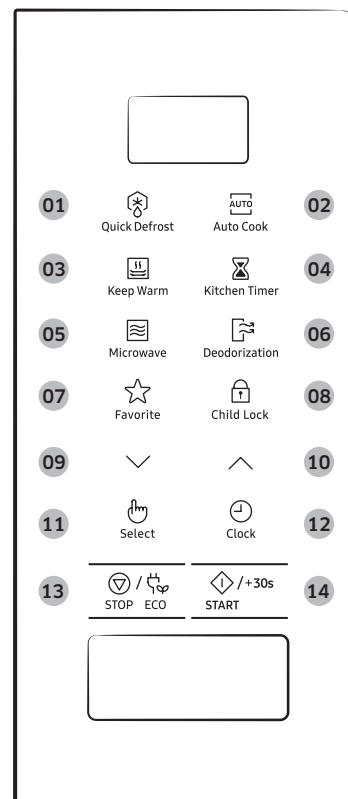 01 Quick Defrost AUTO Auto Cook 02
03 Keep Warm Kitchen Timer 04
05 Microwave Deodorization 06
07 Favorite Child Lock 08
09 10
11 Select Clock 12
13 / / +30s 14
STOP ECO START